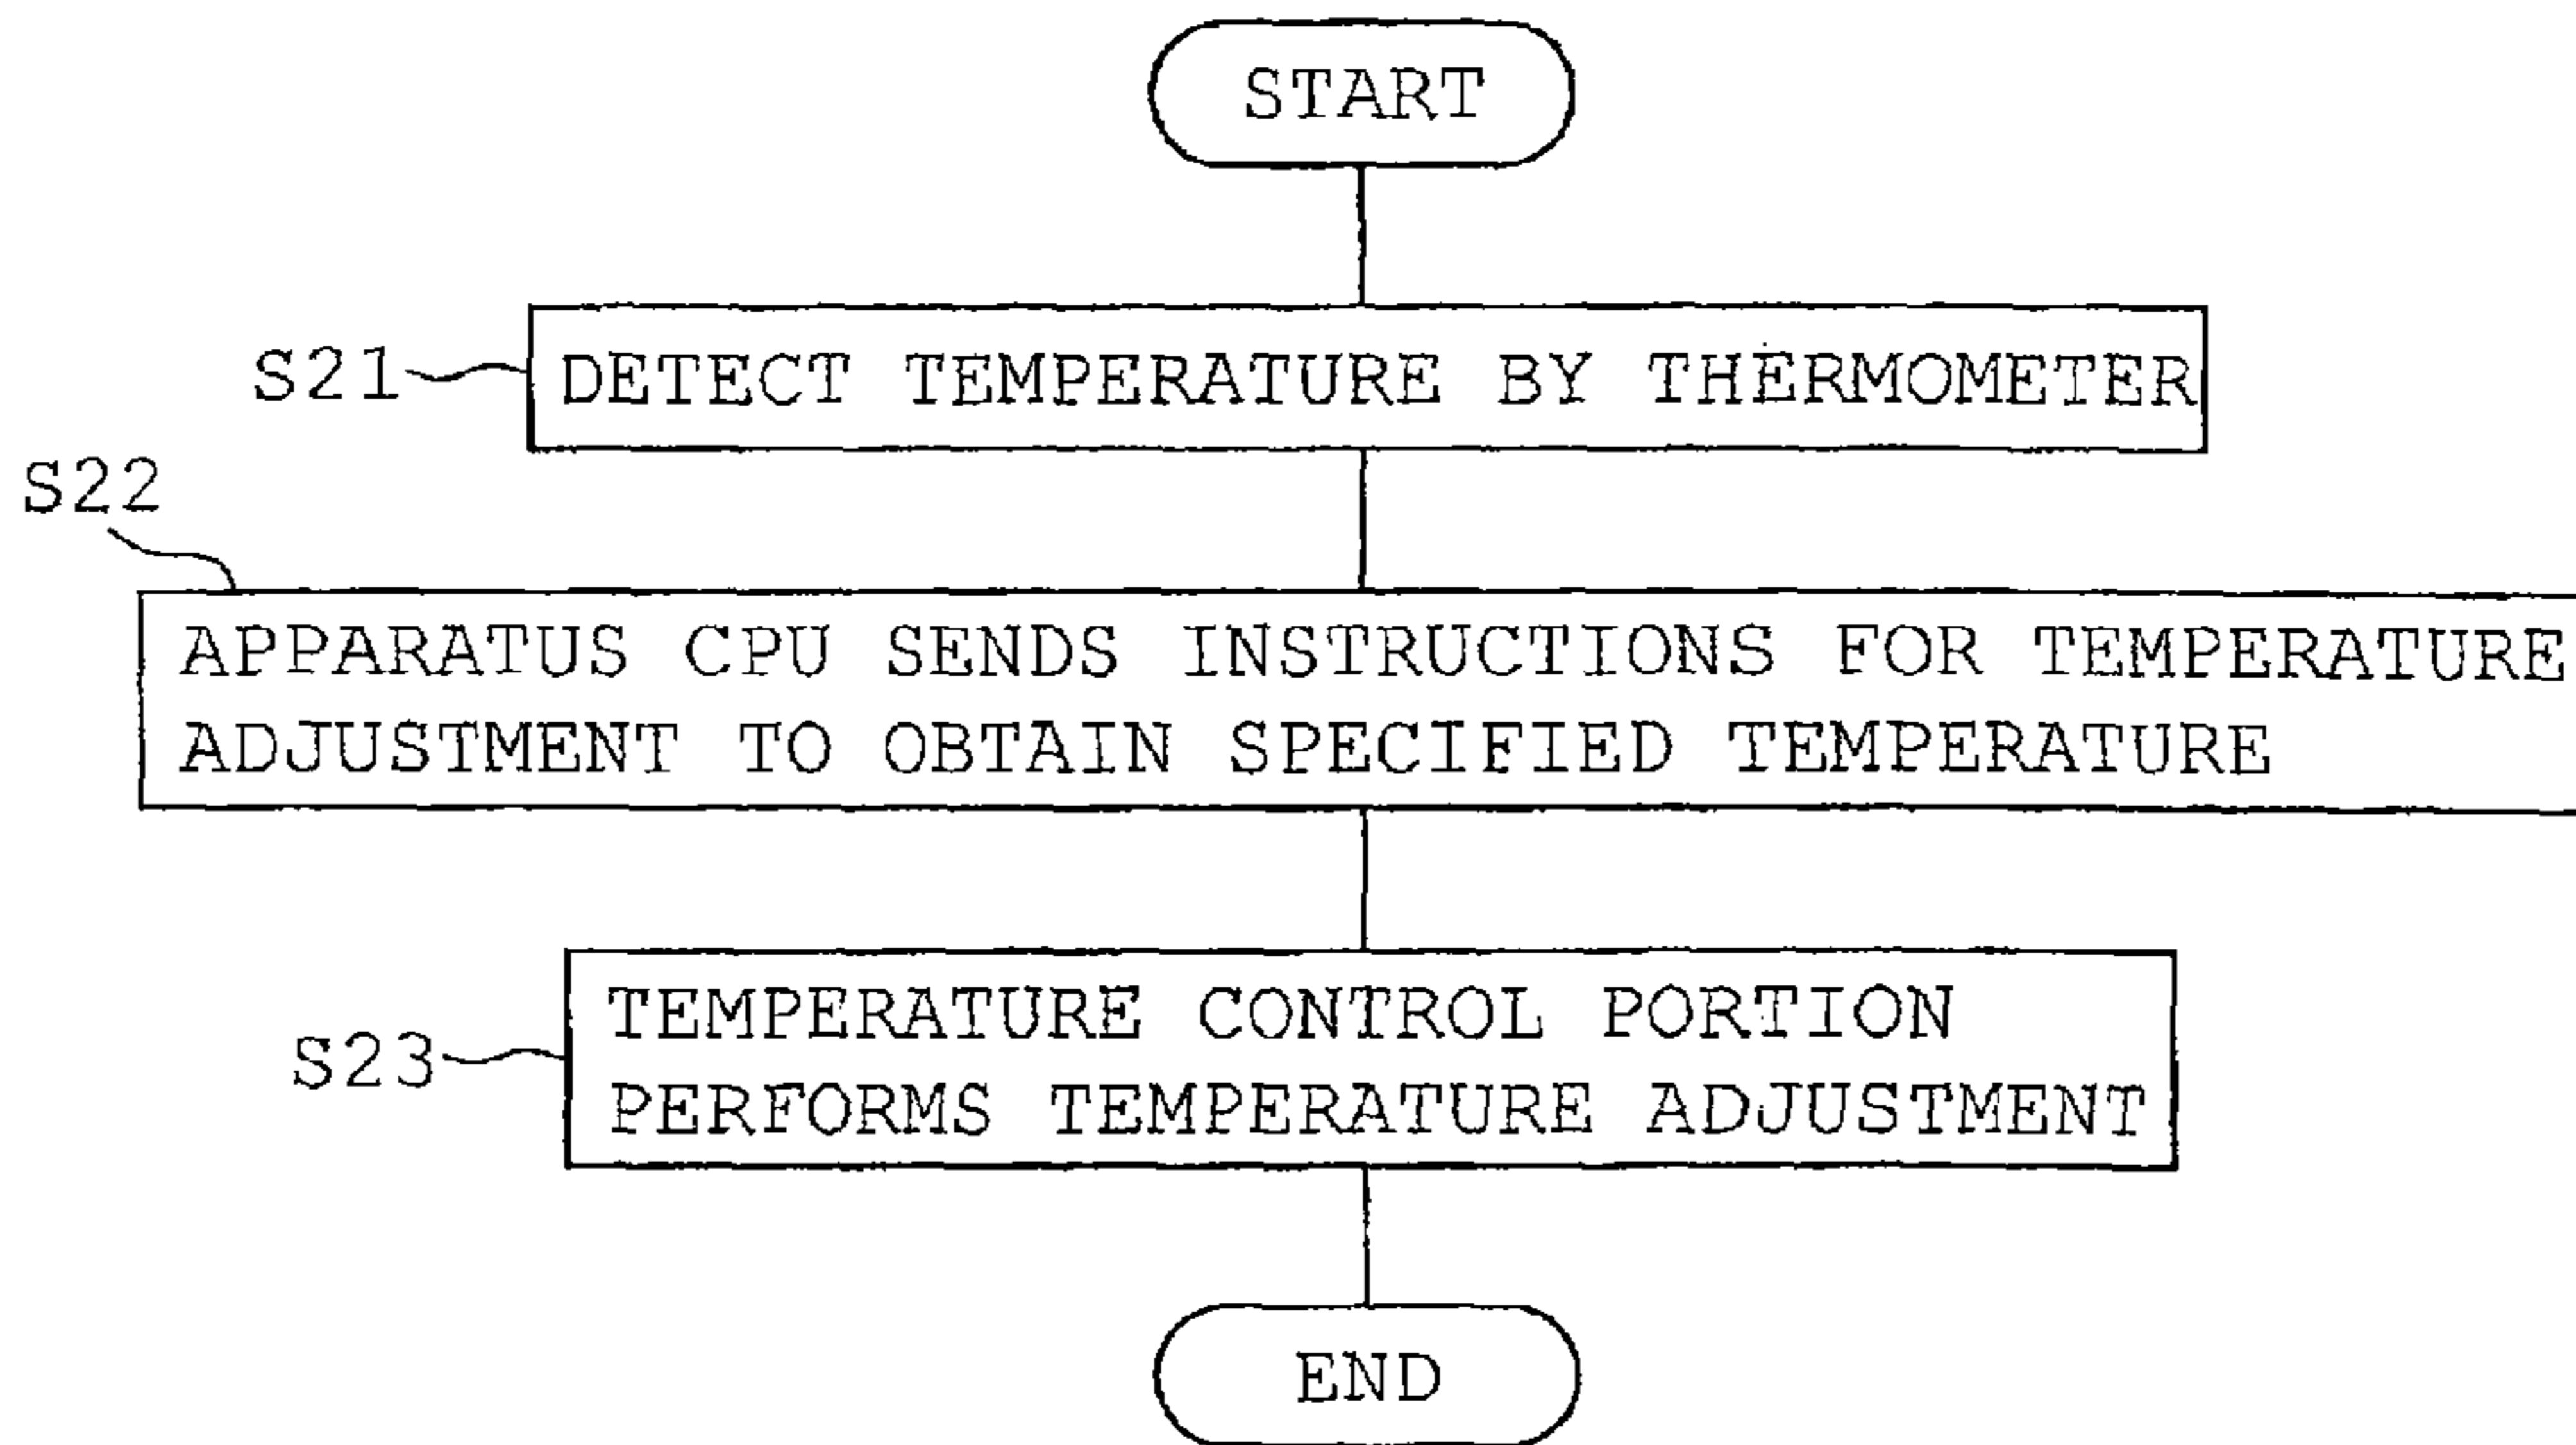 START
S21
DETECT TEMPERATURE BY THERMOMETER
S22
APPARATUS CPU SENDS INSTRUCTIONS FOR TEMPERATURE
ADJUSTMENT TO OBTAIN SPECIFIED TEMPERATURE
S23
TEMPERATURE CONTROL PORTION
PERFORMS TEMPERATURE ADJUSTMENT
END